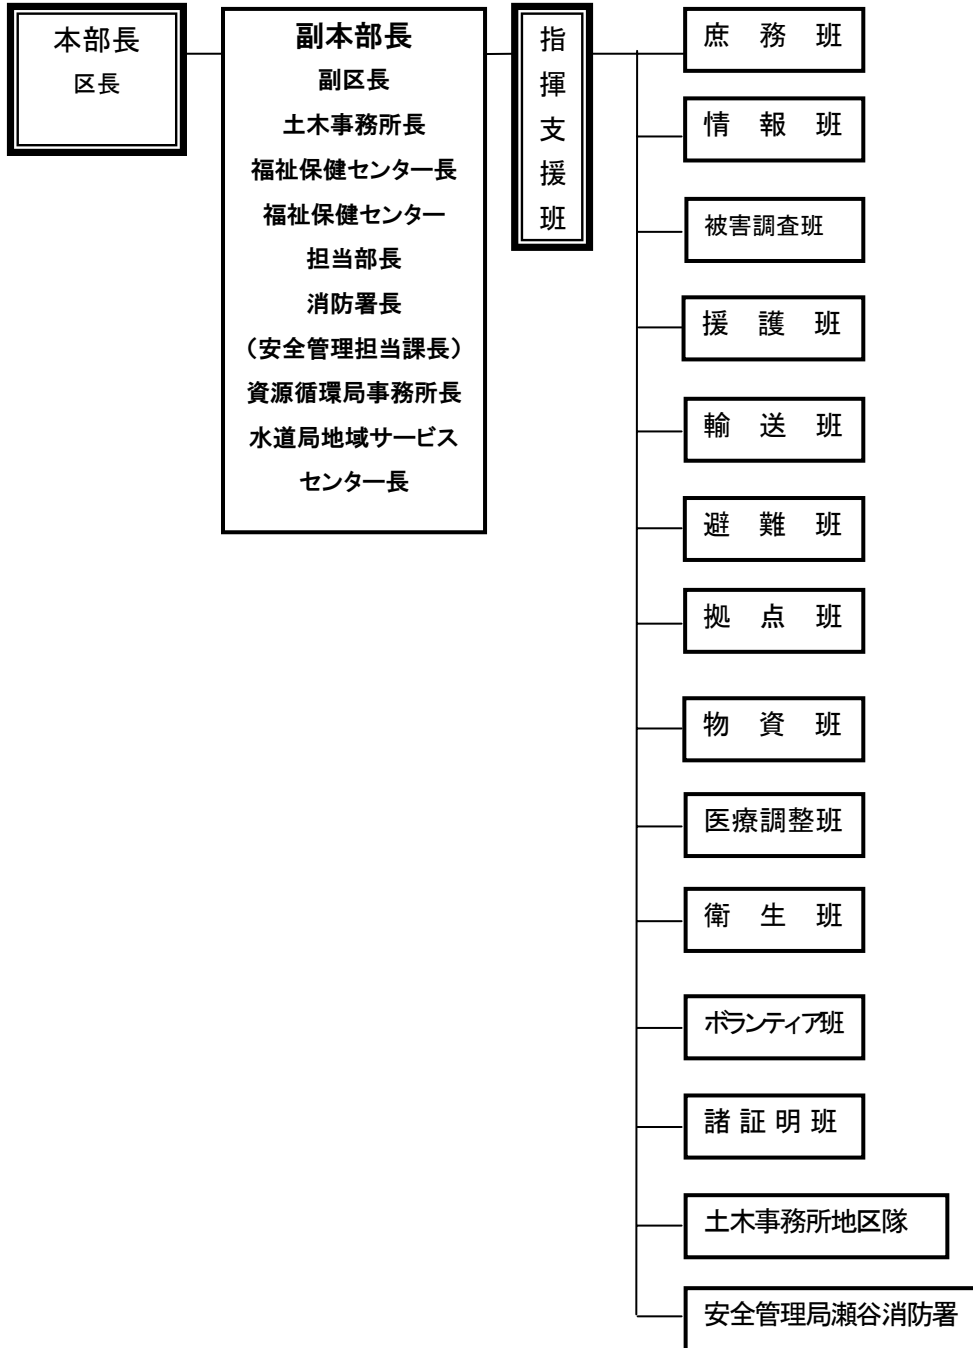 本部長
区長
副本部長
副区長
土木事務所長
福祉保健センター長
福祉保健センター
担当部長
消防署長
（安全管理担当課長）
資源循環局事務所長
水道局地域サービス
センター長
指揮支援班
庶務班
情報班
被害調査班
援護班
輸送班
避難班
拠点班
物資班
医療調整班
衛生班
ボランティア班
諸証明班
土木事務所地区隊
安全管理局瀬谷消防署